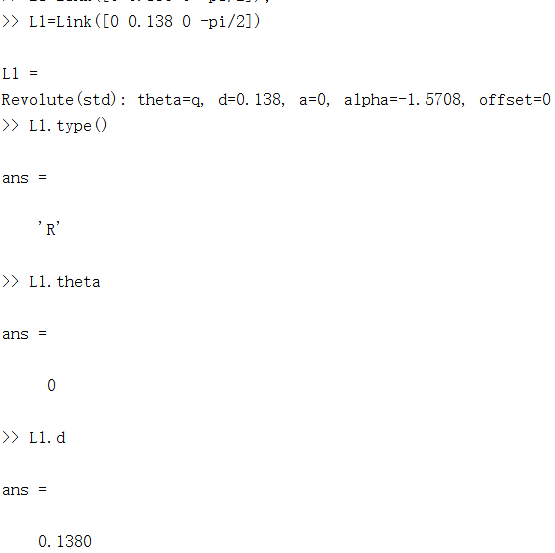 >> L1=Link([0 0.138 0 -pi/2])
L1 =
Revolute(std): theta=q, d=0.138, a=0, alpha=-1.5708, offset=0
>> L1.type()
ans =
'R'
>> L1.theta
ans =
0
>> L1.d
ans =
0.1380